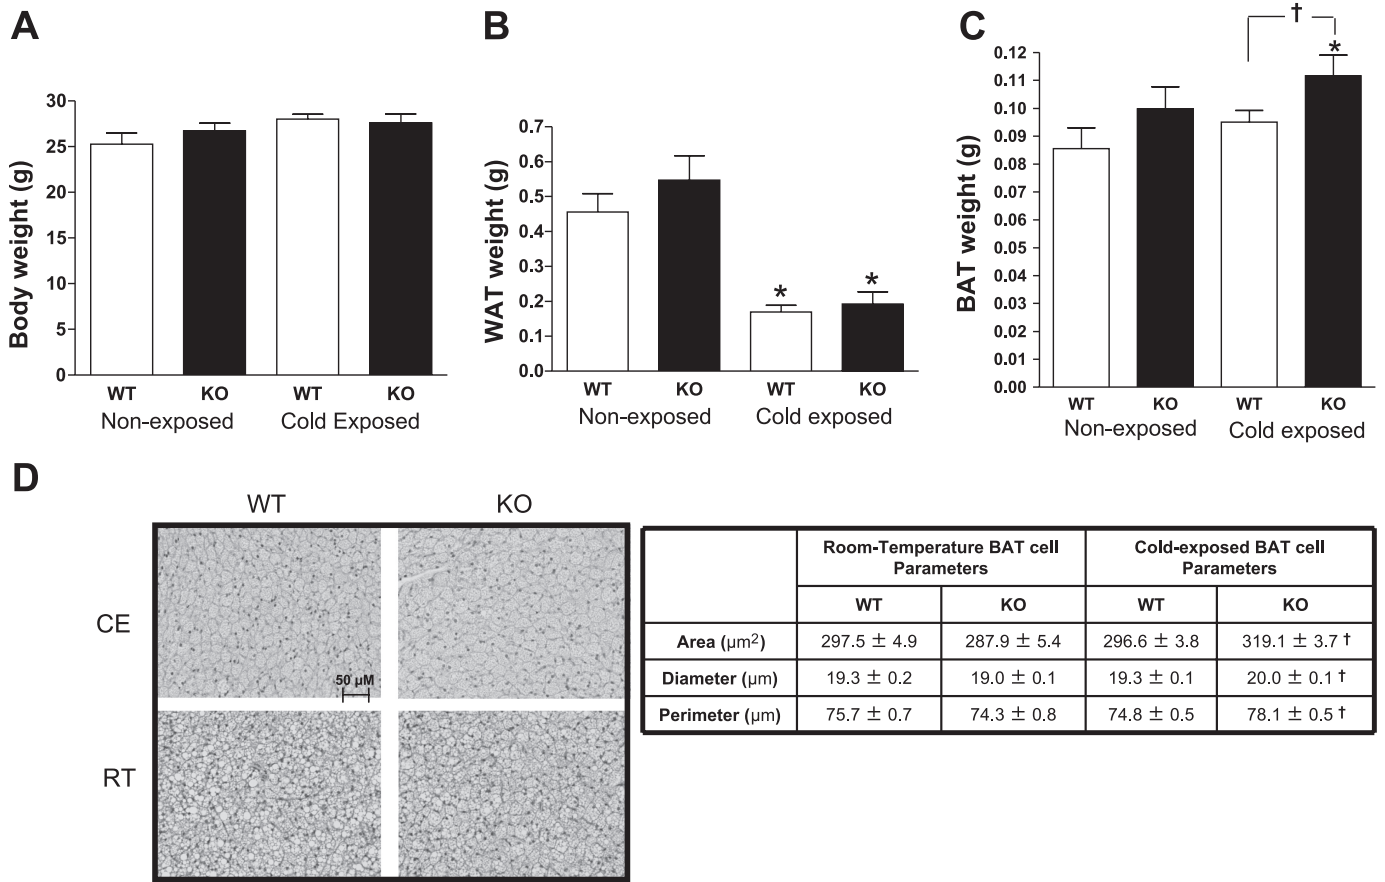 A
Body weight (g)
30
25
20
15
10
5
0
WT KO WT KO
Non-exposed Cold Exposed
B
WAT weight (g)
0.7
0.6
0.5
0.4
0.3
0.2
0.1
0.0
* *
WT KO WT KO
Non-exposed Cold exposed
C
†
*
BAT weight (g)
0.12
0.11
0.10
0.09
0.08
0.07
0.06
0.05
0.04
0.03
0.02
0.01
0.00
WT KO WT KO
Non-exposed Cold exposed
D
WT KO
CE
50 µM
RT
Room-Temperature BAT cell
Parameters
Cold-exposed BAT cell
Parameters
WT KO WT KO
Area (µm²) 297.5 ± 4.9 287.9 ± 5.4 296.6 ± 3.8 319.1 ± 3.7 †
Diameter (µm) 19.3 ± 0.2 19.0 ± 0.1 19.3 ± 0.1 20.0 ± 0.1 †
Perimeter (µm) 75.7 ± 0.7 74.3 ± 0.8 74.8 ± 0.5 78.1 ± 0.5 †